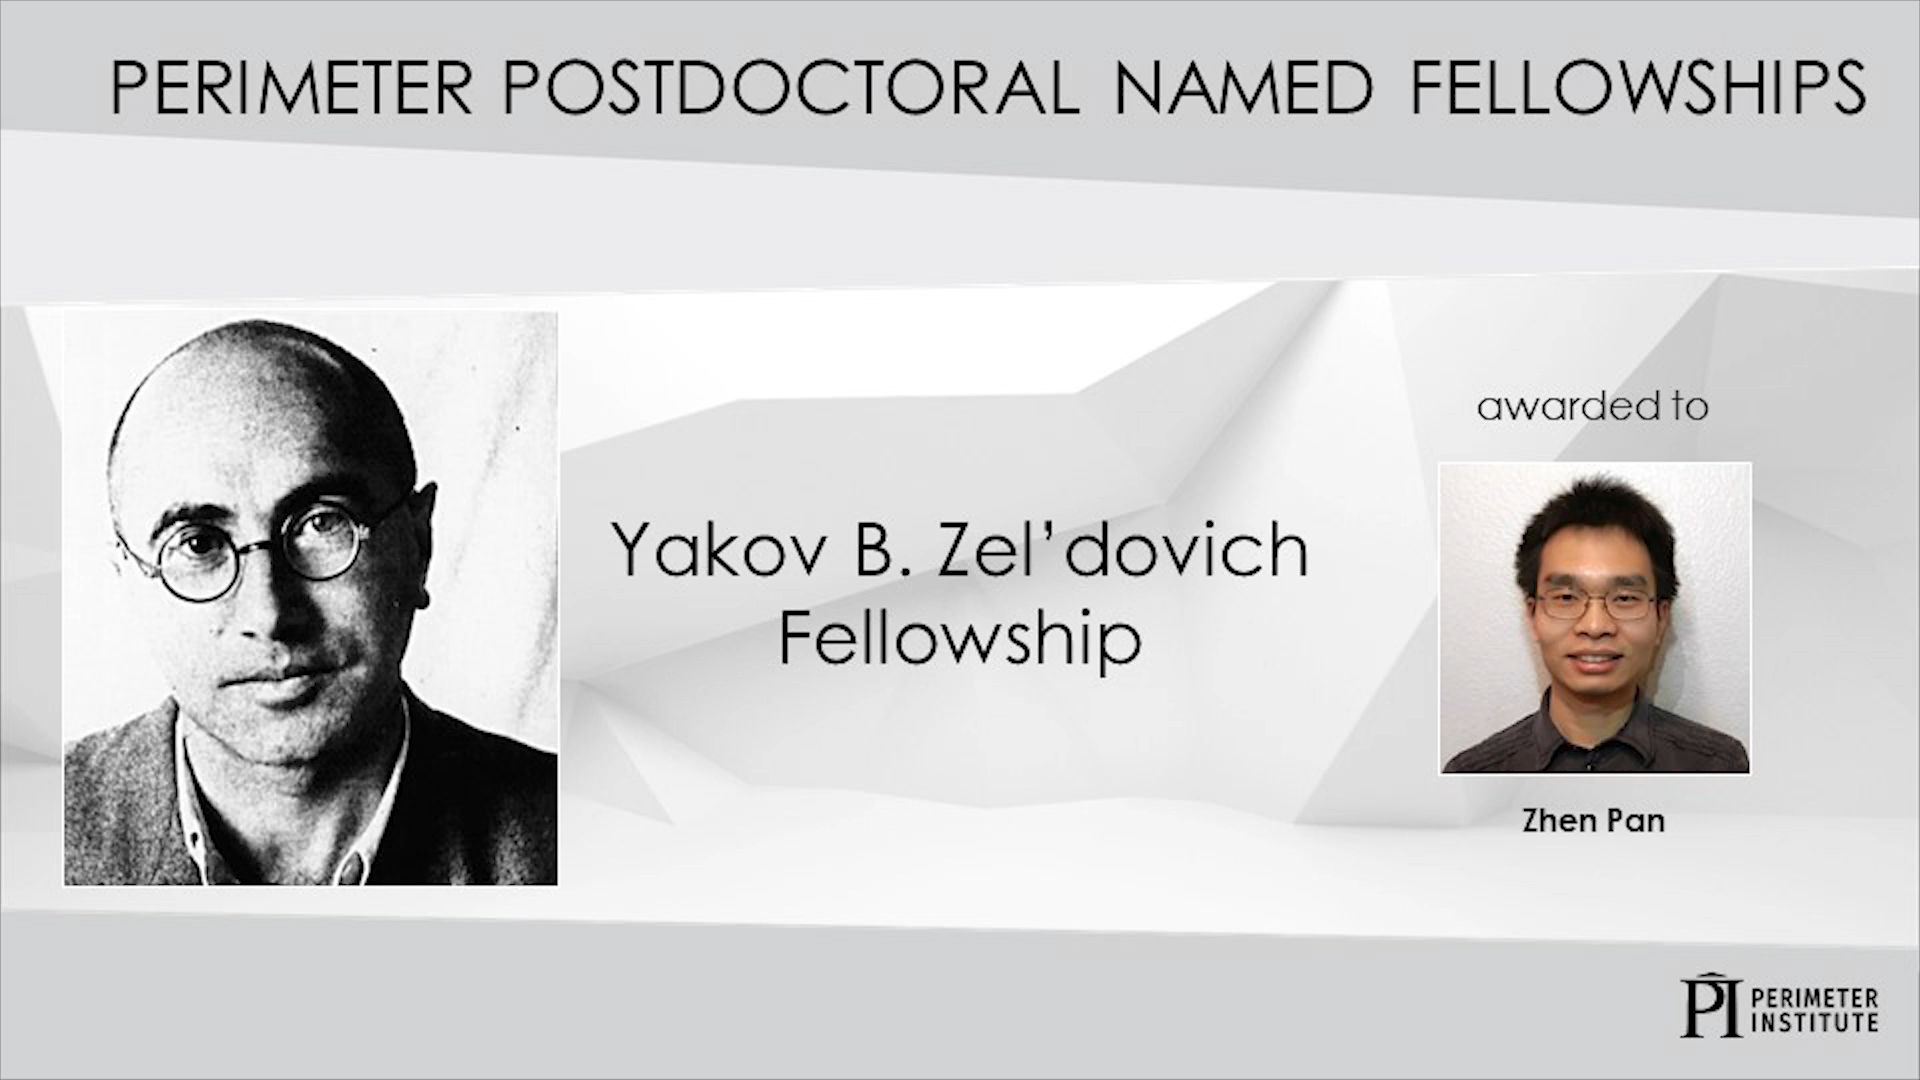 PERIMETER POSTDOCTORAL NAMED FELLOWSHIPS
awarded to
Yakov B. Zel’dovich
Fellowship
Zhen Pan
PI PERIMETER
INSTITUTE